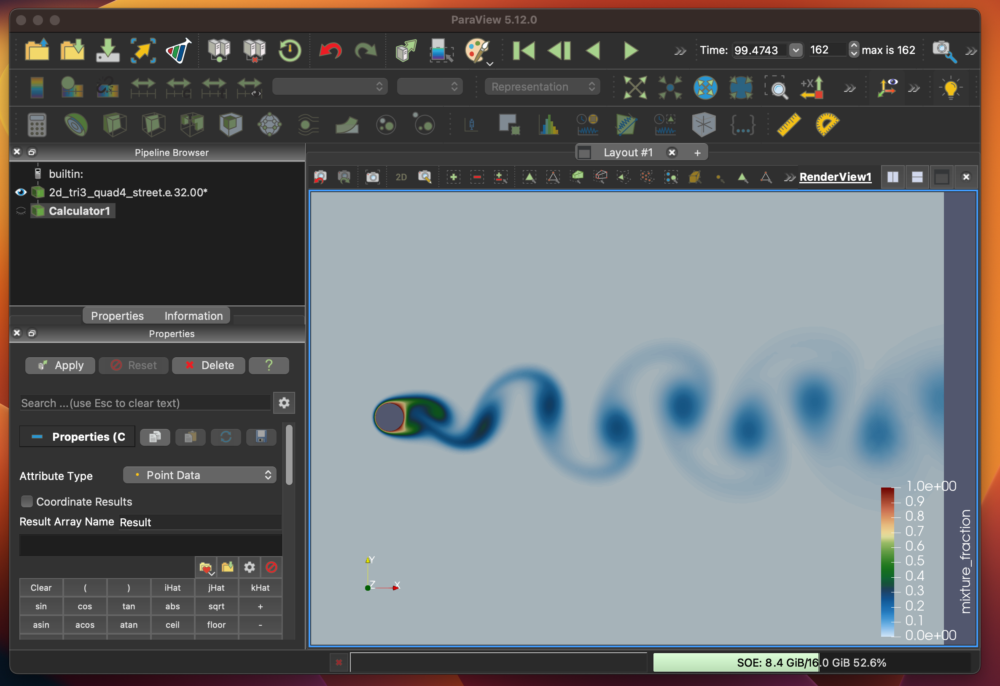 ParaView 5.12.0
Time: 99.4743 162 max is 162
Representation
+X
Pipeline Browser
builtin:
2d_tri3_quad4_street.e.32.00*
Calculator1
Layout #1 +
2D
RenderView1
Properties Information
Properties
Apply Reset Delete ?
Search ... (use Esc to clear text)
Properties (C
Attribute Type Point Data
Coordinate Results
Result Array Name Result
Clear ( ) iHat jHat kHat
sin cos tan abs sqrt +
asin acos atan ceil floor -
Y
Z X
1.0e+00
0.9
0.8
0.7
0.6
0.5
0.4
0.3
0.2
0.1
0.0e+00
mixture_fraction
SOE: 8.4 GiB/16.0 GiB 52.6%